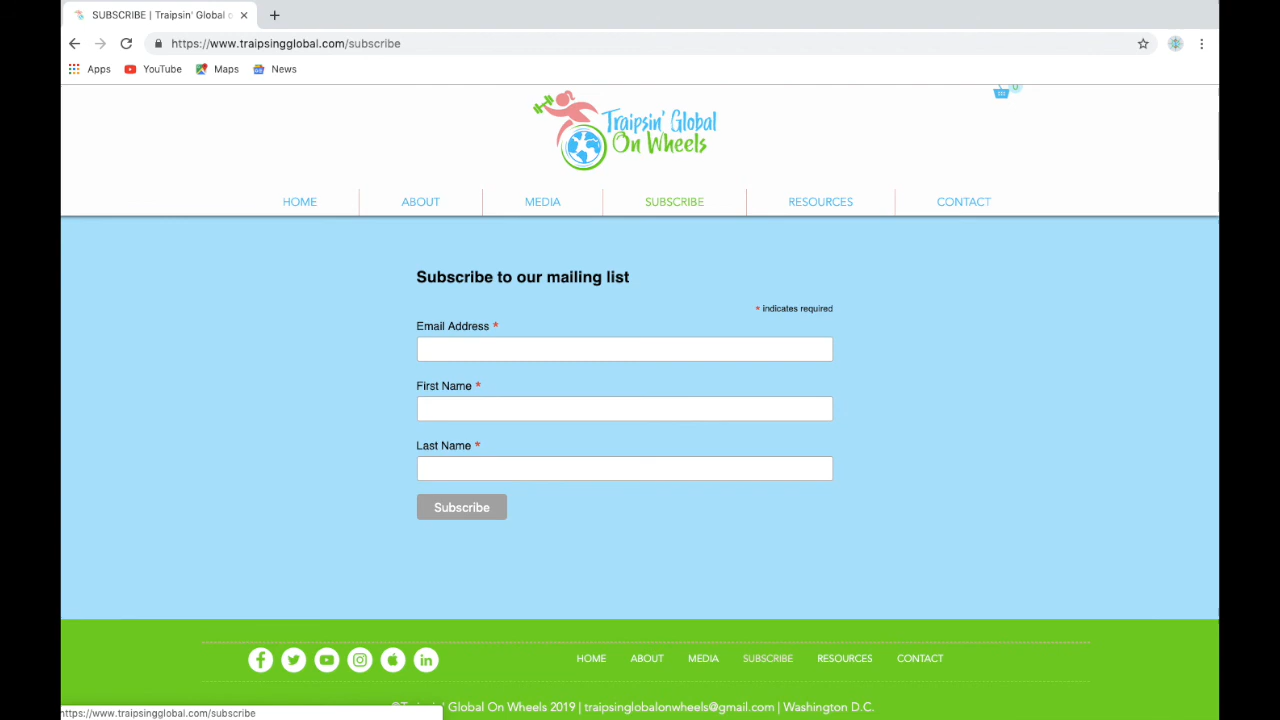 SUBSCRIBE | Traipsin' Global o
https://www.traipsingglobal.com/subscribe
Apps YouTube Maps News
0
Traipsin' Global
On Wheels
HOME ABOUT MEDIA SUBSCRIBE RESOURCES CONTACT
Subscribe to our mailing list
* indicates required
Email Address *
First Name *
Last Name *
Subscribe
HOME ABOUT MEDIA SUBSCRIBE RESOURCES CONTACT
Global On Wheels 2019 | traipsinglobalonwheels@gmail.com | Washington D.C.
https://www.traipsingglobal.com/subscribe